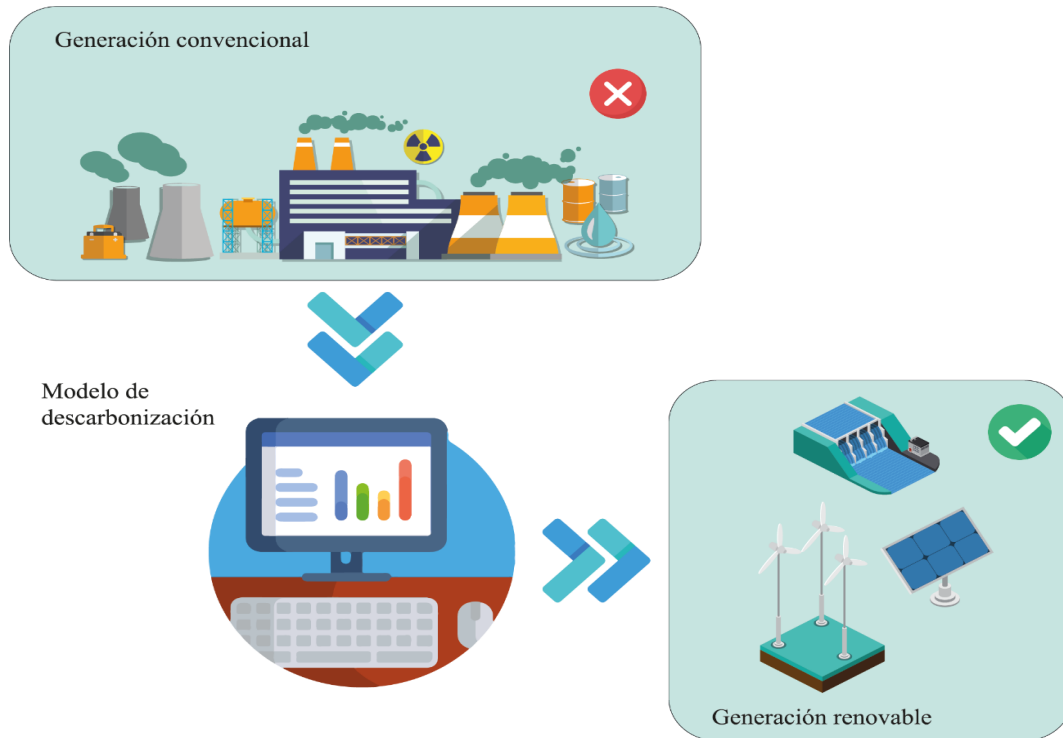 Generación convencional
Modelo de
descarbonización
Generación renovable